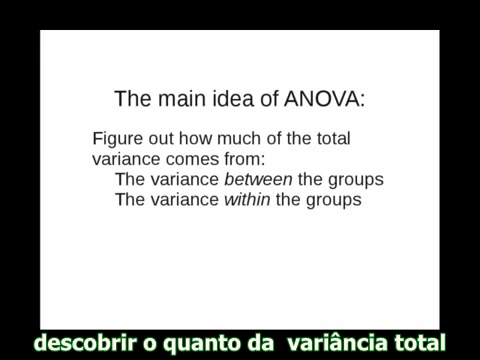 The main idea of ANOVA:
Figure out how much of the total
variance comes from:
The variance between the groups
The variance within the groups
descobrir o quanto da  variância total